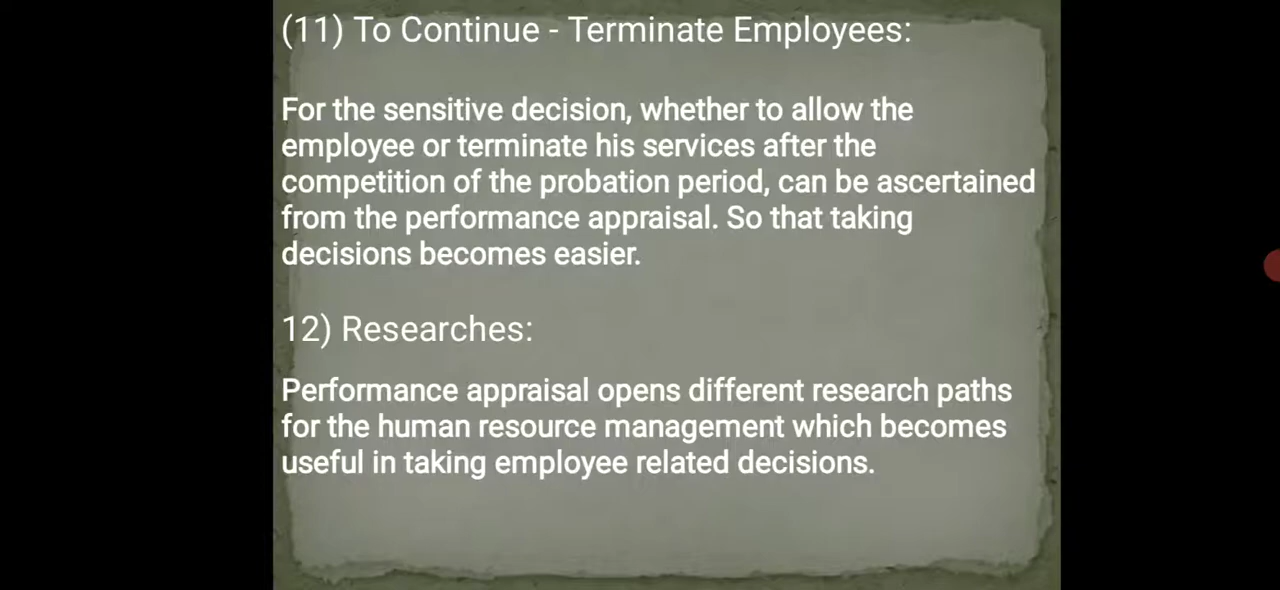 (11) To Continue - Terminate Employees:
For the sensitive decision, whether to allow the
employee or terminate his services after the
competition of the probation period, can be ascertained
from the performance appraisal. So that taking
decisions becomes easier.
12) Researches:
Performance appraisal opens different research paths
for the human resource management which becomes
useful in taking employee related decisions.